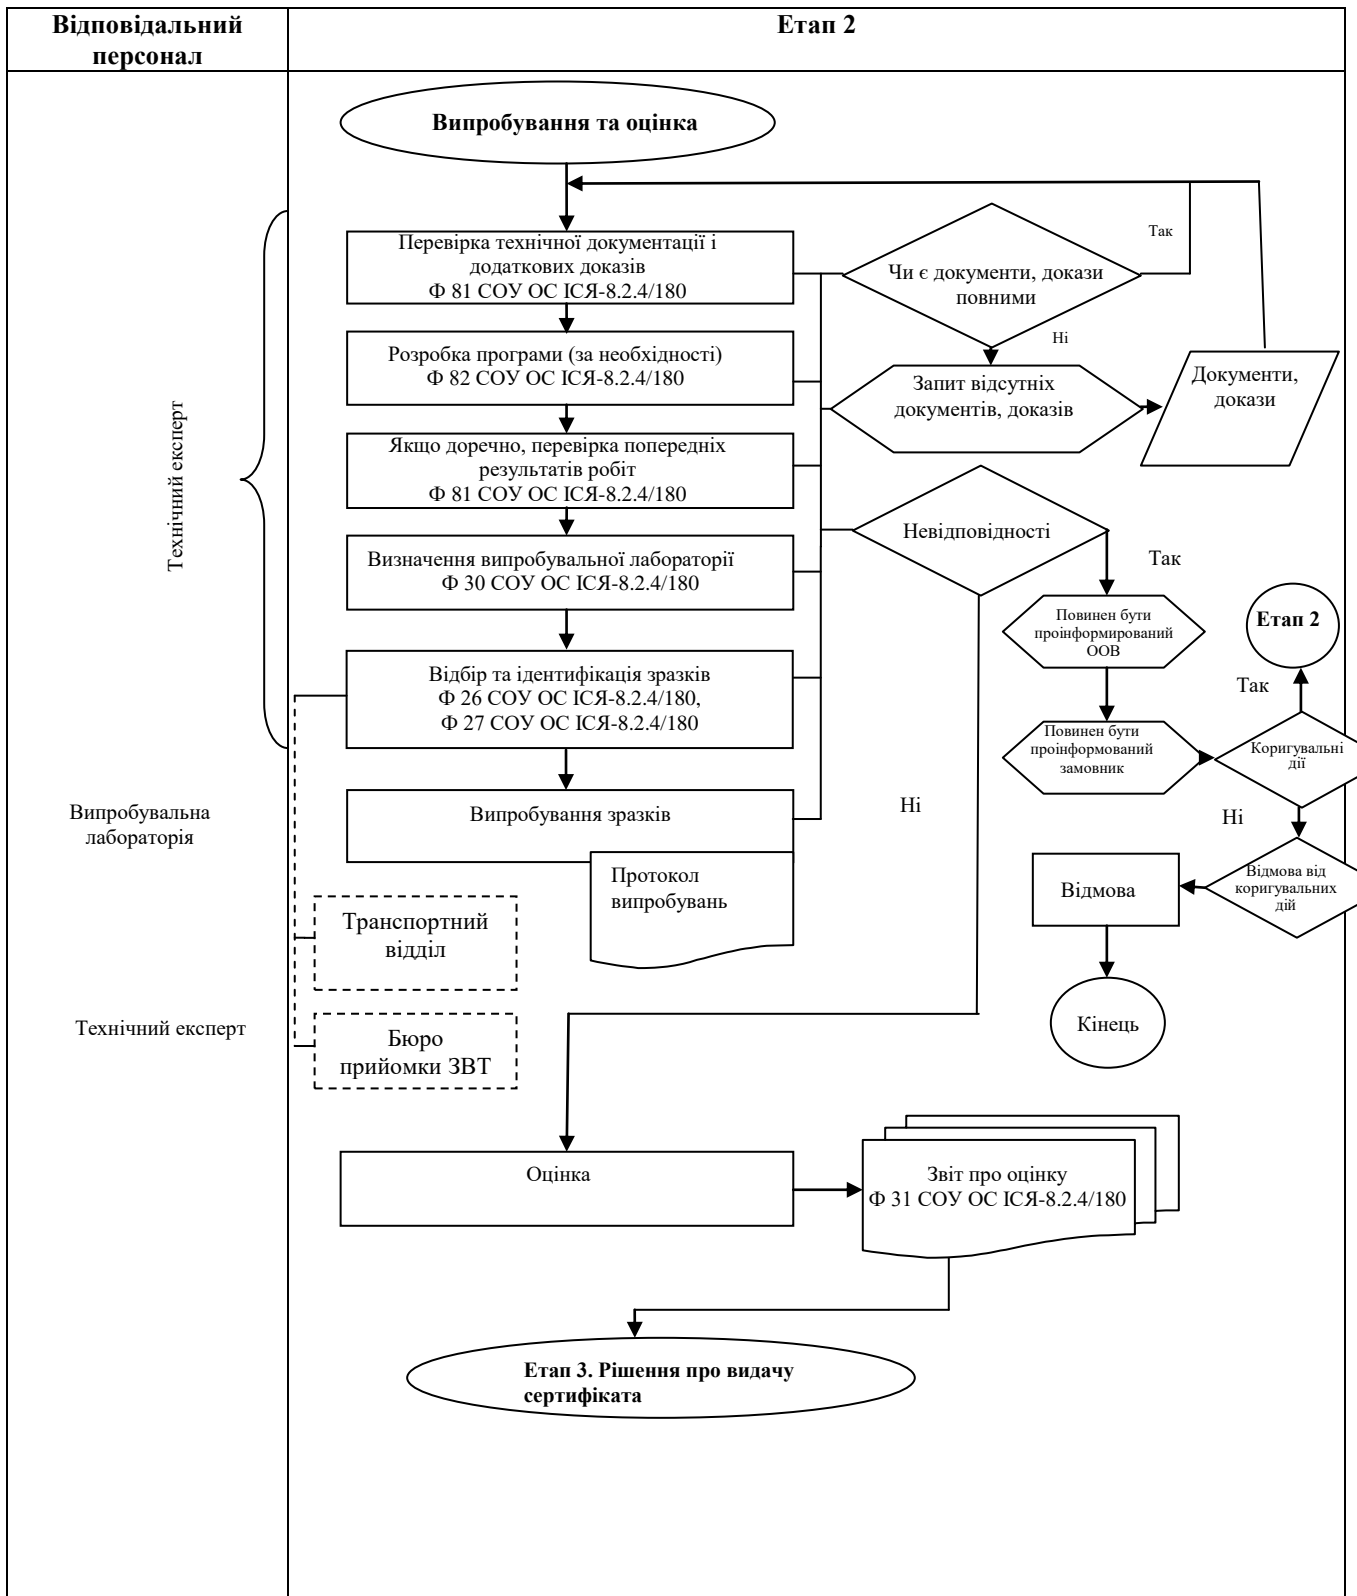 Відповідальний
персонал
Етап 2
Випробування та оцінка
Перевірка технічної документації і
додаткових доказів
Ф 81 СОУ ОС ІСЯ-8.2.4/180
Чи є документи, докази
повними
Так
Ні
Розробка програми (за необхідності)
Ф 82 СОУ ОС ІСЯ-8.2.4/180
Запит відсутніх
документів, доказів
Документи,
докази
Технічний експерт
Якщо доречно, перевірка попередніх
результатів робіт
Ф 81 СОУ ОС ІСЯ-8.2.4/180
Невідповідності
Так
Визначення випробувальної лабораторії
Ф 30 СОУ ОС ІСЯ-8.2.4/180
Повинен бути
проінформирований
ООВ
Етап 2
Відбір та ідентифікація зразків
Ф 26 СОУ ОС ІСЯ-8.2.4/180,
Ф 27 СОУ ОС ІСЯ-8.2.4/180
Так
Повинен бути
проінформований
замовник
Коригувальні
дії
Випробувальна
лабораторія
Випробування зразків
Ні
Ні
Протокол
випробувань
Відмова
Відмова від
коригувальних
дій
Транспортний
відділ
Технічний експерт
Бюро
прийомки ЗВТ
Кінець
Оцінка
Звіт про оцінку
Ф 31 СОУ ОС ІСЯ-8.2.4/180
Етап 3. Рішення про видачу
сертифіката